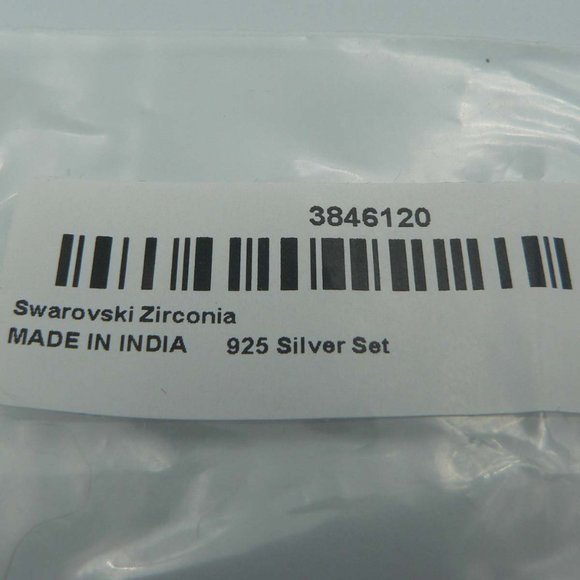 3846120
Swarovski Zirconia
MADE IN INDIA 925 Silver Set